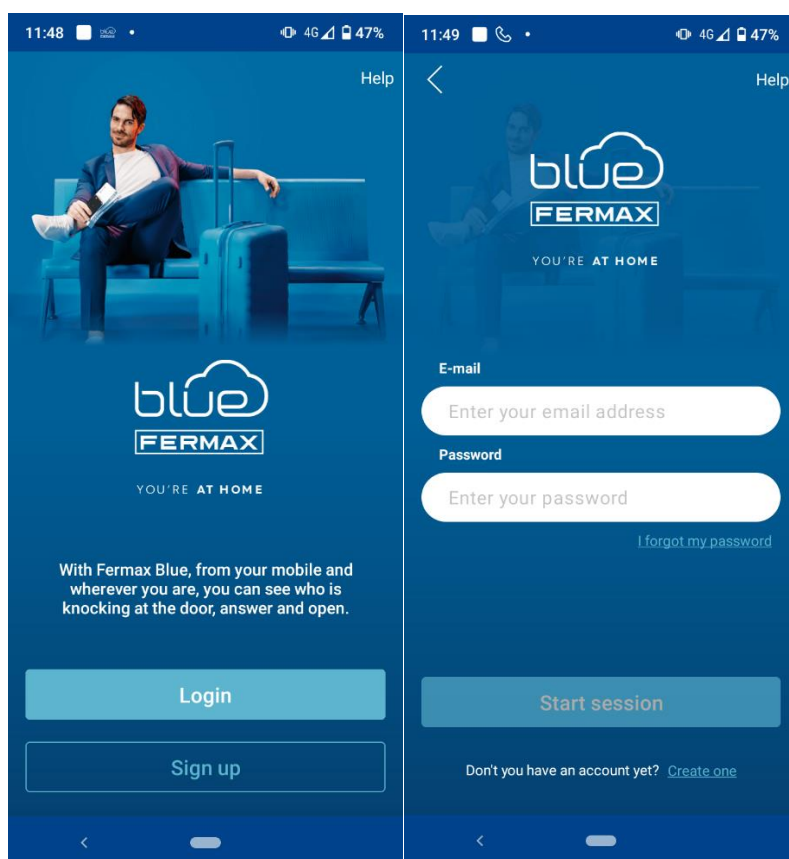 11:48
4G 47%
Help
blue
FERMAX
YOU'RE AT HOME
With Fermax Blue, from your mobile and
wherever you are, you can see who is
knocking at the door, answer and open.
Login
Sign up
11:49
4G 47%
Help
blue
FERMAX
YOU'RE AT HOME
E-mail
Enter your email address
Password
Enter your password
I forgot my password
Start session
Don't you have an account yet? Create one